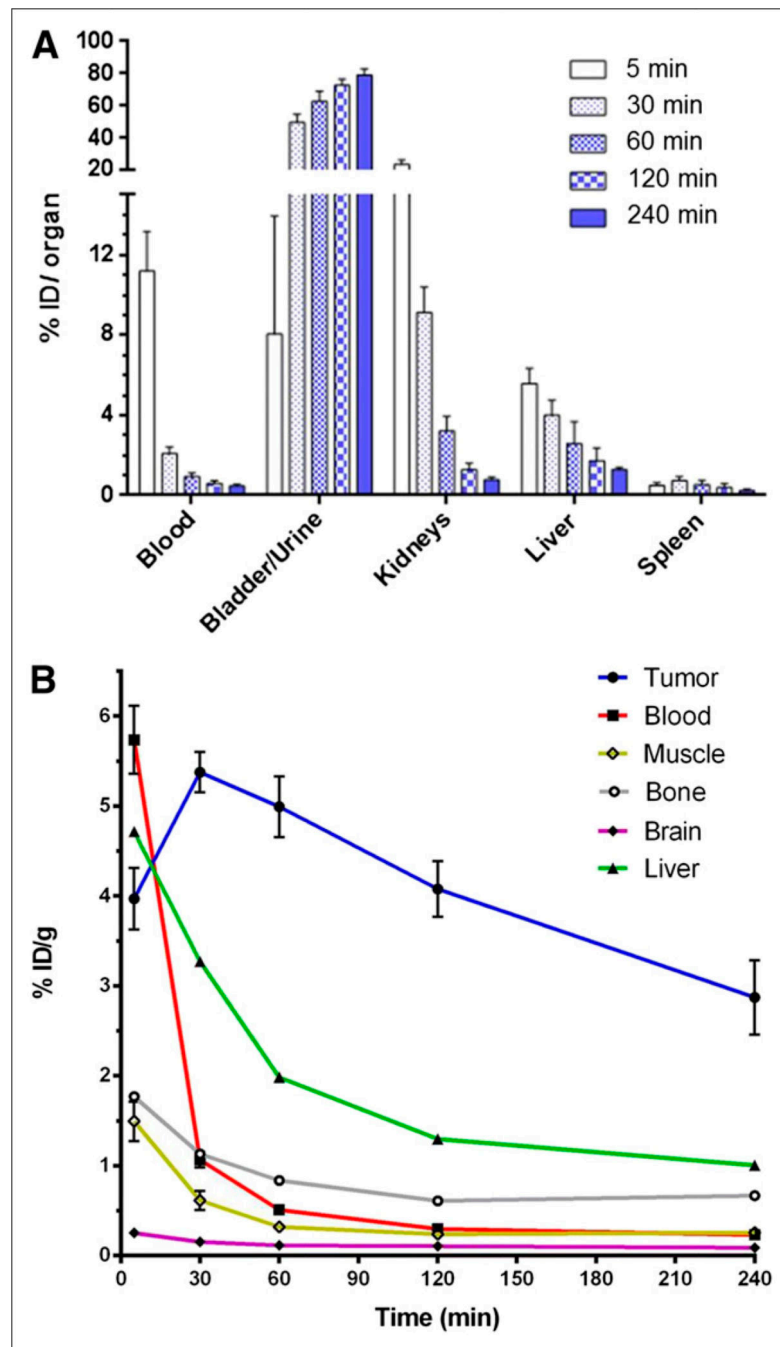 A
100
80
60
40
20
12
8
4
0
% ID/ organ
5 min
30 min
60 min
120 min
240 min
Blood
Bladder/Urine
Kidneys
Liver
Spleen
B
6
5
4
3
2
1
0
% ID/g
Tumor
Blood
Muscle
Bone
Brain
Liver
0 30 60 90 120 150 180 210 240
Time (min)